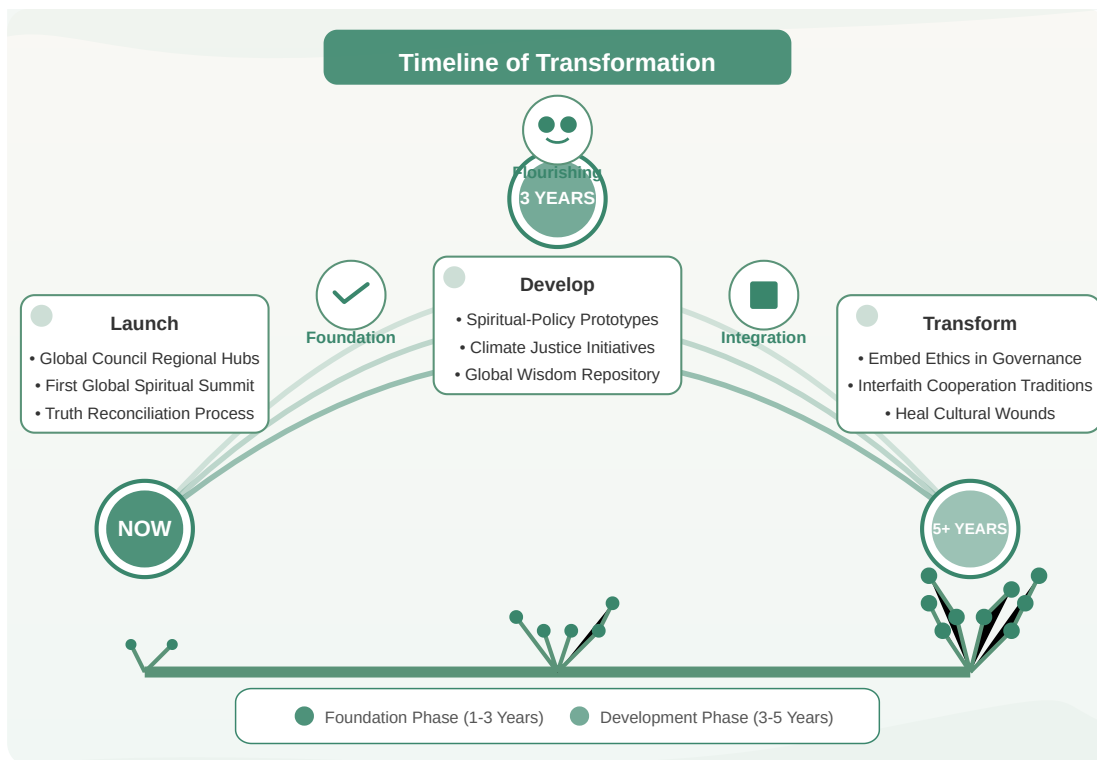 Timeline of Transformation
Flourishing
3 YEARS
Develop
• Spiritual-Policy Prototypes
• Climate Justice Initiatives
• Global Wisdom Repository
Foundation
Integration
Launch
• Global Council Regional Hubs
• First Global Spiritual Summit
• Truth Reconciliation Process
Transform
• Embed Ethics in Governance
• Interfaith Cooperation Traditions
• Heal Cultural Wounds
NOW
5+ YEARS
Foundation Phase (1-3 Years)
Development Phase (3-5 Years)